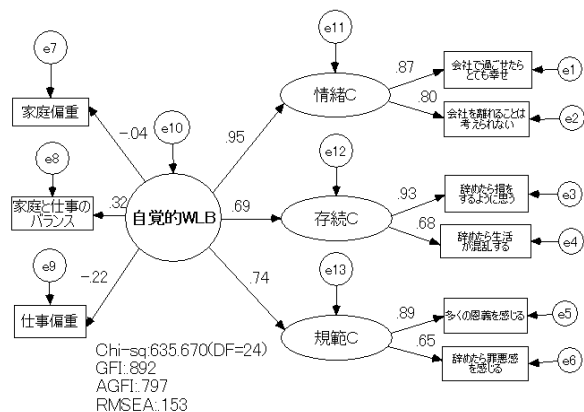 e7
家庭偏重
e8
家庭と仕事の
バランス
e9
仕事偏重
-.04
.32
-.22
e10
自覚的WLB
.95
.69
.74
e11
情緒C
e12
存続C
e13
規範C
.87
.80
.93
.68
.89
.65
会社で過ごせたら
とても幸せ
e1
会社を離れることは
考えられない
e2
辞めたら損を
するように思う
e3
辞めたら生活
が混乱する
e4
多くの恩義を感じる
e5
辞めたら罪悪感
を感じる
e6
Chi-sq:635.670(DF=24)
GFI:.892
AGFI:.797
RMSEA:.153